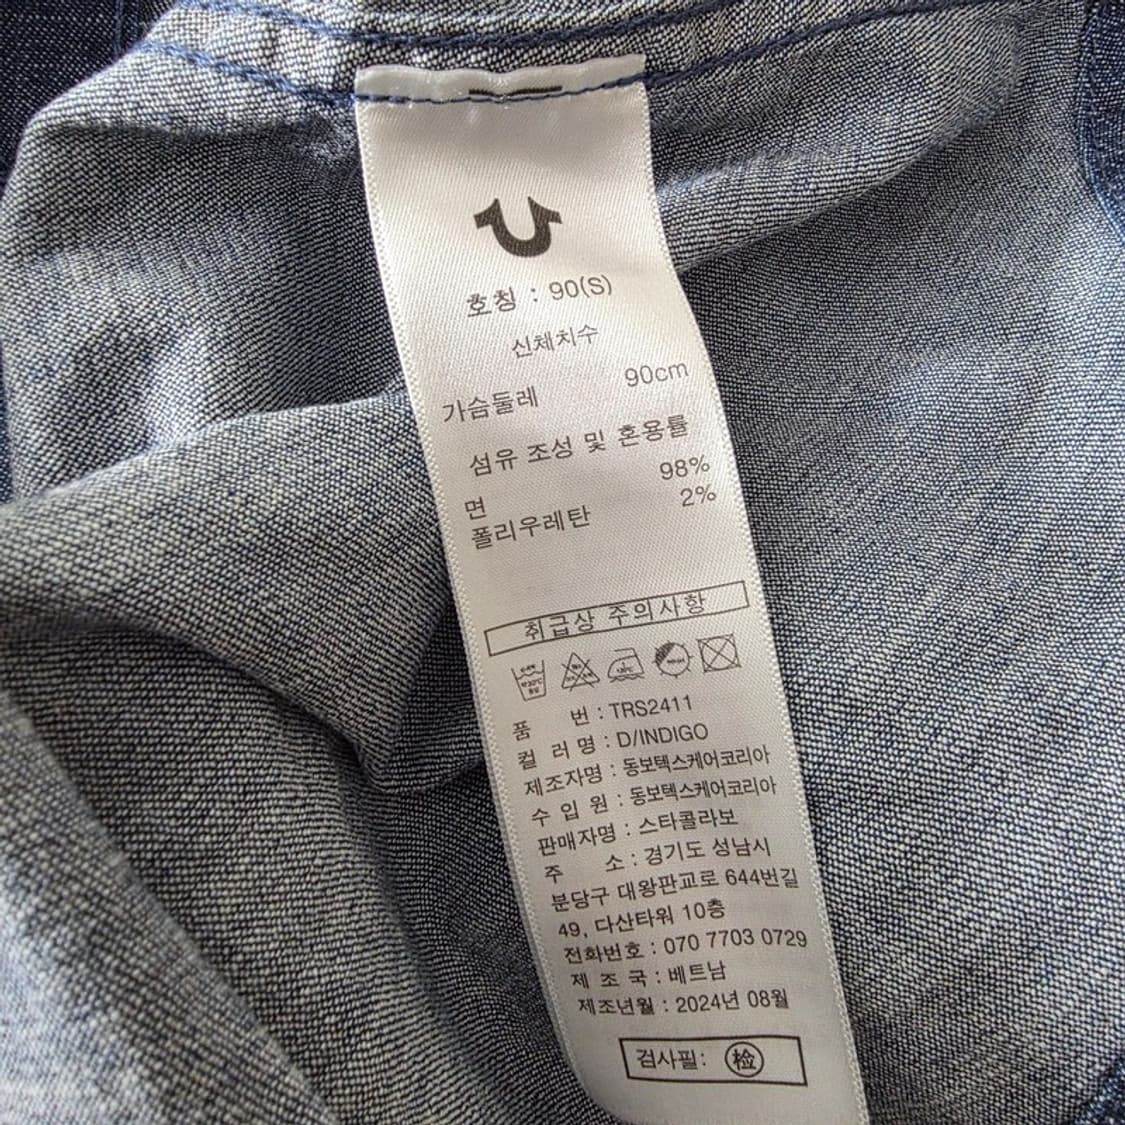 호칭 : 90(S)
신체치수
가슴둘레 90cm
섬유 조성 및 혼용률
면 98%
폴리우레탄 2%
취급상 주의사항
품 번 : TRS2411
컬 러 명 : D/INDIGO
제조자명 : 동보텍스케어코리아
수 입 원 : 동보텍스케어코리아
판매자명 : 스타콜라보
주 소 : 경기도 성남시
분당구 대왕판교로 644번길
49, 다산타워 10층
전화번호 : 070 7703 0729
제 조 국 : 베트남
제조년월 : 2024년 08월
검사필: 検